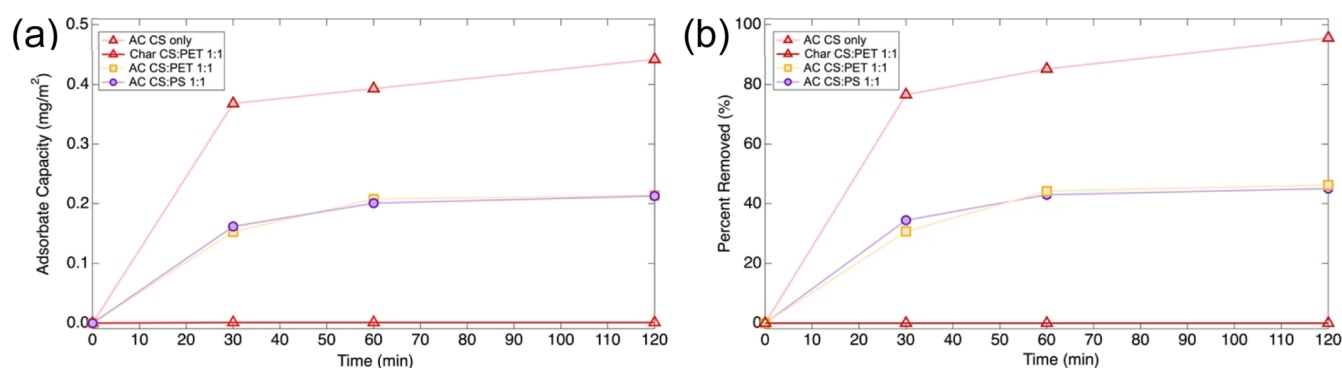 (a)
AC CS only
Char CS:PET 1:1
AC CS:PET 1:1
AC CS:PS 1:1
Adsorbate Capacity (mg/m²)
0.5
0.4
0.3
0.2
0.1
0.0
0 10 20 30 40 50 60 70 80 90 100 110 120
Time (min)
(b)
AC CS only
Char CS:PET 1:1
AC CS:PET 1:1
AC CS:PS 1:1
Percent Removed (%)
100
80
60
40
20
0
0 10 20 30 40 50 60 70 80 90 100 110 120
Time (min)